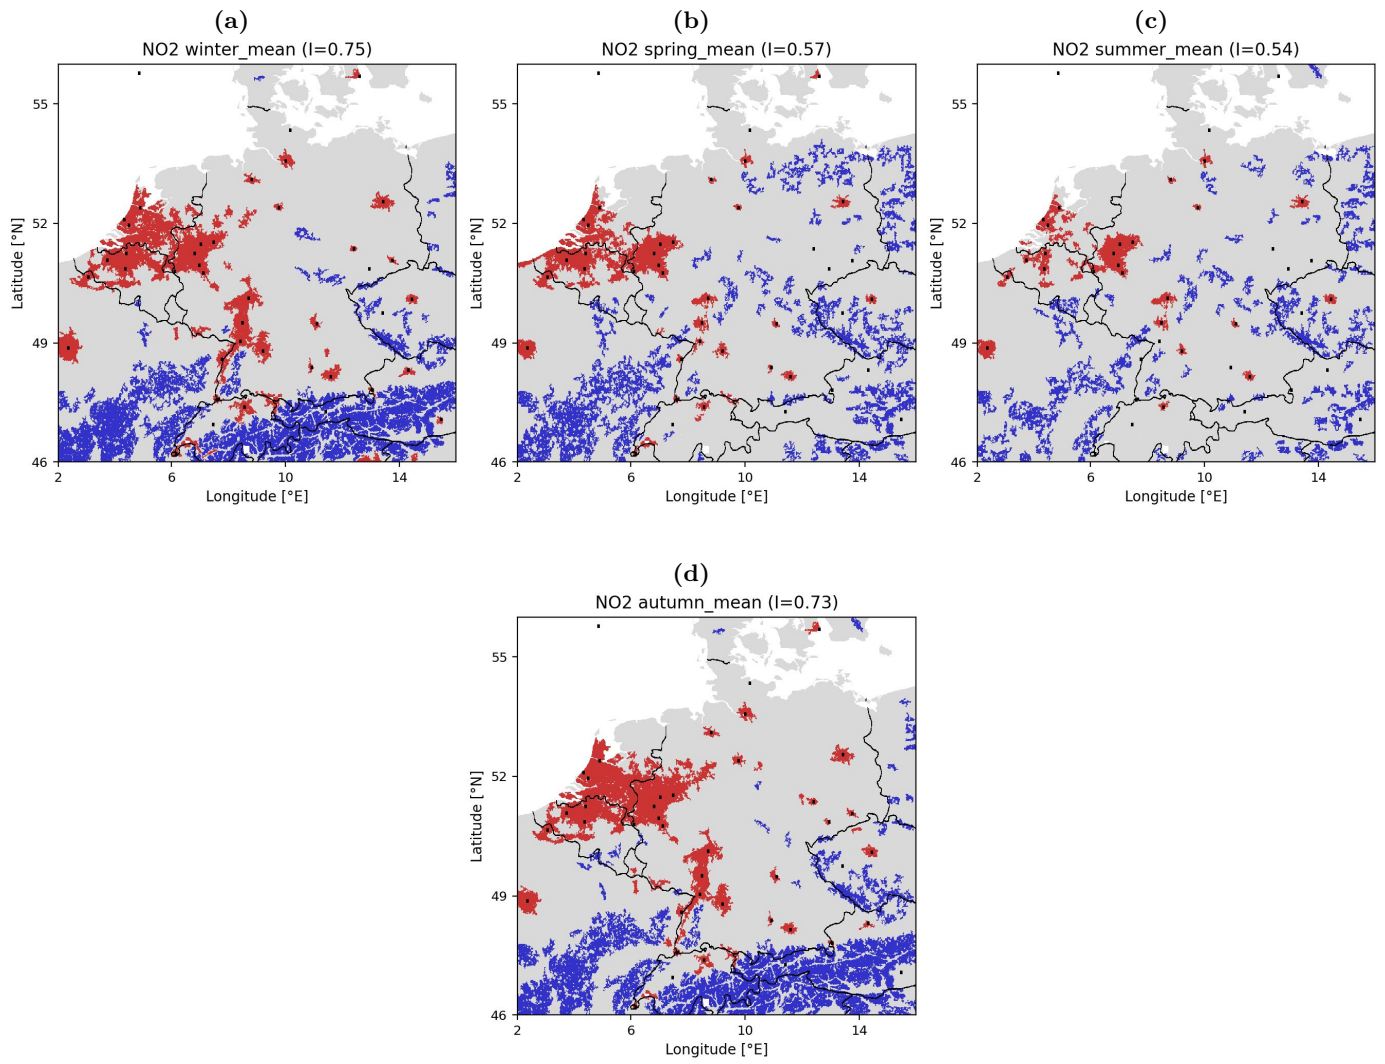 (a)
NO2 winter_mean (I=0.75)
55
52
49
46
2
6
10
14
Latitude [°N]
Longitude [°E]
(b)
NO2 spring_mean (I=0.57)
55
52
49
46
2
6
10
14
Latitude [°N]
Longitude [°E]
(c)
NO2 summer_mean (I=0.54)
55
52
49
46
2
6
10
14
Latitude [°N]
Longitude [°E]
(d)
NO2 autumn_mean (I=0.73)
55
52
49
46
2
6
10
14
Latitude [°N]
Longitude [°E]